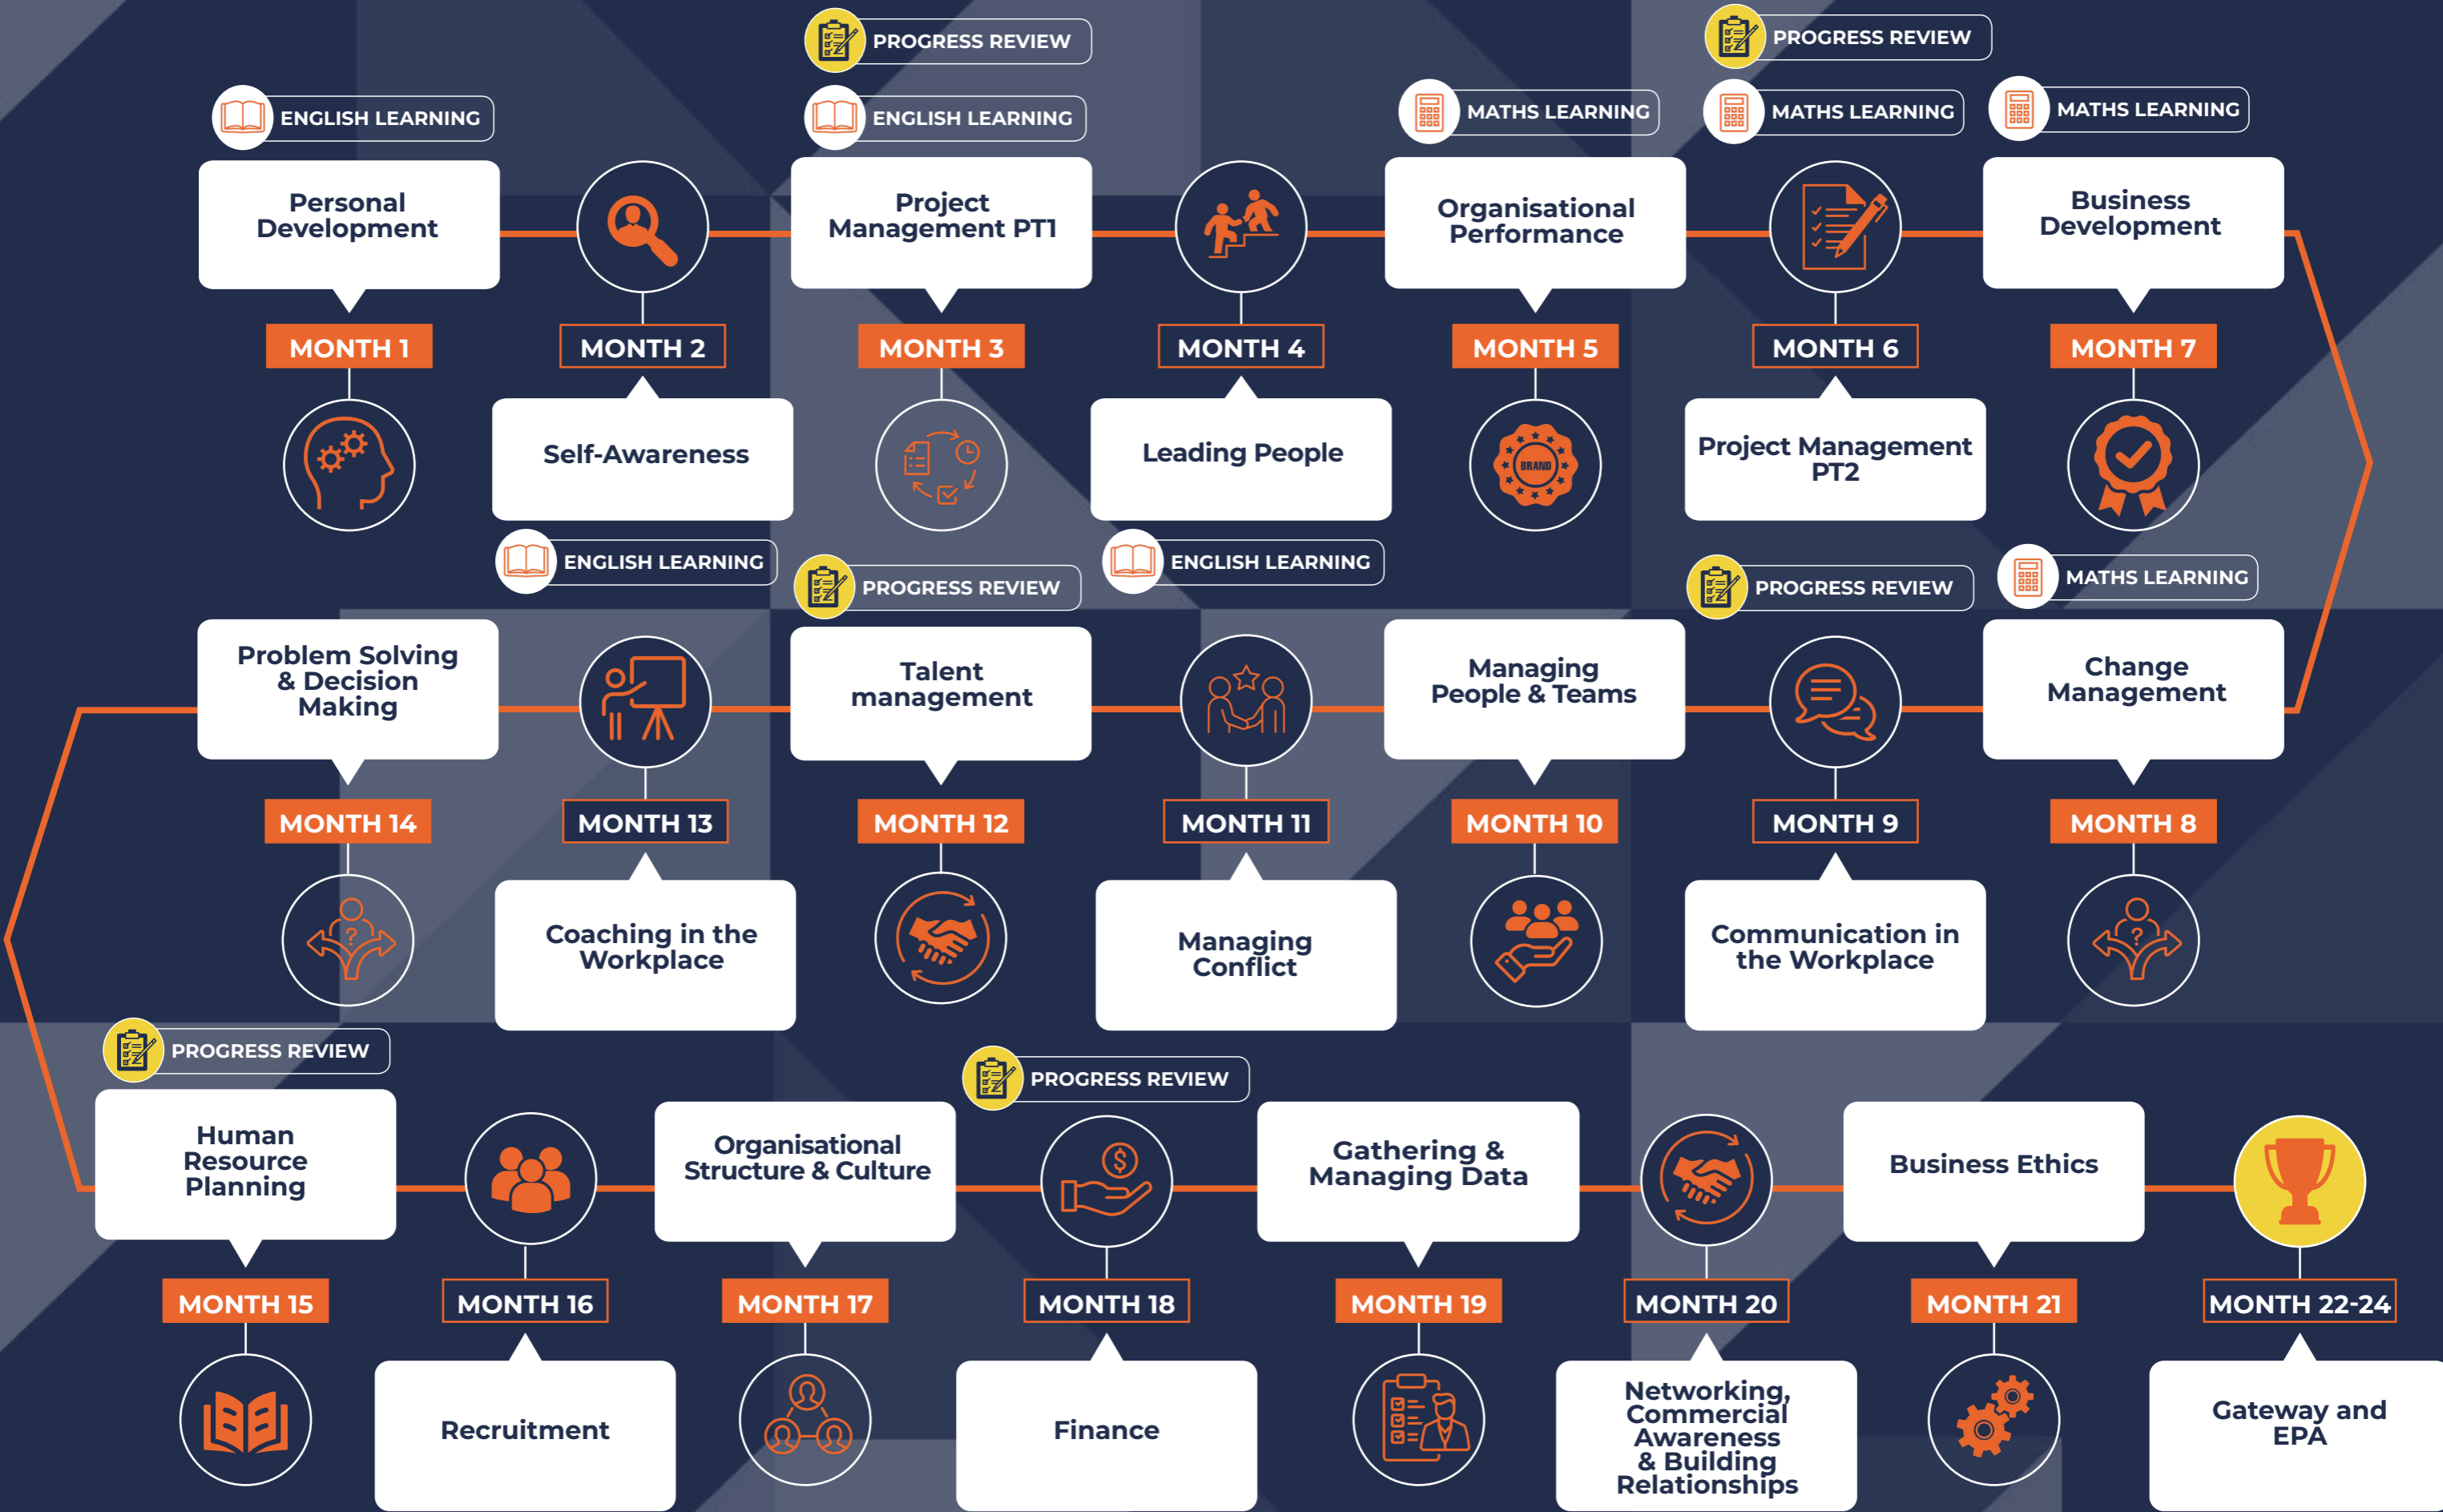 PROGRESS REVIEW
PROGRESS REVIEW
ENGLISH LEARNING
ENGLISH LEARNING
MATHS LEARNING
MATHS LEARNING
MATHS LEARNING
Personal
Development
Project
Management PT1
Organisational
Performance
Business
Development
MONTH 1
MONTH 2
MONTH 3
MONTH 4
MONTH 5
MONTH 6
MONTH 7
Self-Awareness
Leading People
BRAND
Project Management
PT2
ENGLISH LEARNING
PROGRESS REVIEW
ENGLISH LEARNING
PROGRESS REVIEW
MATHS LEARNING
Problem Solving
& Decision
Making
Talent
management
Managing
People & Teams
Change
Management
MONTH 14
MONTH 13
MONTH 12
MONTH 11
MONTH 10
MONTH 9
MONTH 8
?
Coaching in the
Workplace
Managing
Conflict
Communication in
the Workplace
?
PROGRESS REVIEW
PROGRESS REVIEW
Human
Resource
Planning
Organisational
Structure & Culture
$
Gathering &
Managing Data
Business Ethics
MONTH 15
MONTH 16
MONTH 17
MONTH 18
MONTH 19
MONTH 20
MONTH 21
MONTH 22-24
Recruitment
Finance
Networking,
Commercial
Awareness
& Building
Relationships
Gateway and
EPA